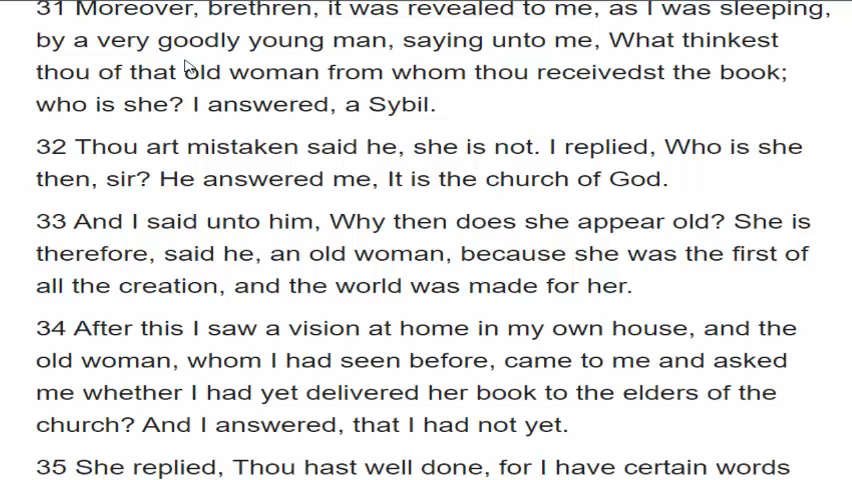 31 Moreover, brethren, it was revealed to me, as I was sleeping,
by a very goodly young man, saying unto me, What thinkest
thou of that old woman from whom thou receivedst the book;
who is she? I answered, a Sybil.
32 Thou art mistaken said he, she is not. I replied, Who is she
then, sir? He answered me, It is the church of God.
33 And I said unto him, Why then does she appear old? She is
therefore, said he, an old woman, because she was the first of
all the creation, and the world was made for her.
34 After this I saw a vision at home in my own house, and the
old woman, whom I had seen before, came to me and asked
me whether I had yet delivered her book to the elders of the
church? And I answered, that I had not yet.
35 She replied, Thou hast well done, for I have certain words